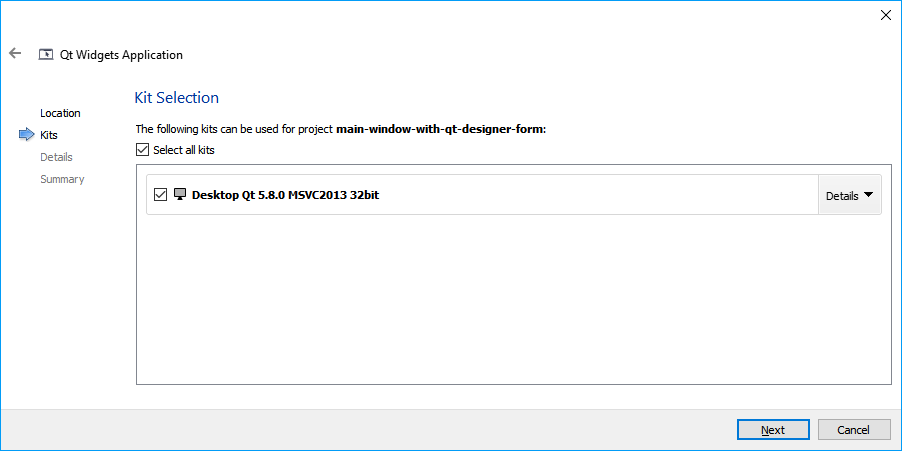 Qt Widgets Application
Location
Kits
Details
Summary
Kit Selection
The following kits can be used for project main-window-with-qt-designer-form:
Select all kits
Desktop Qt 5.8.0 MSVC2013 32bit
Details
Next
Cancel